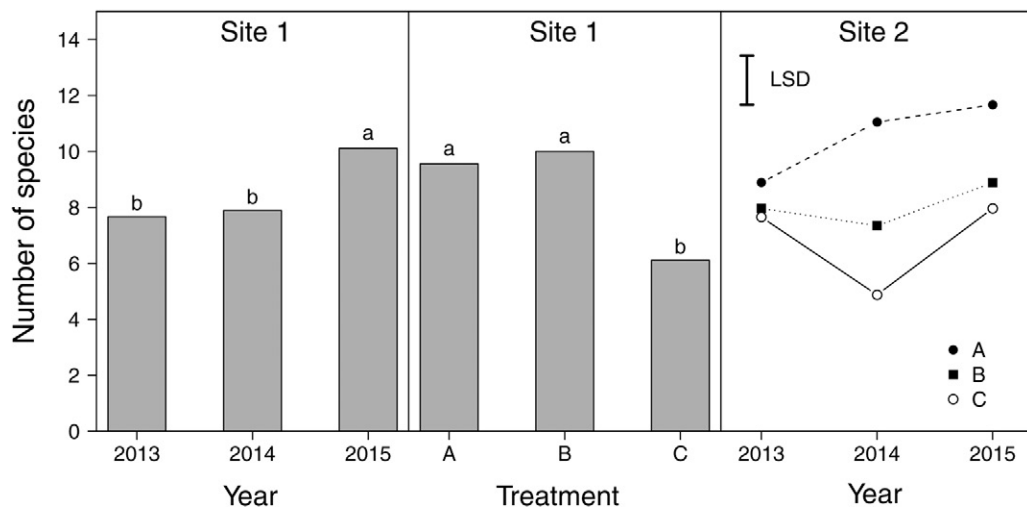 Site 1
Site 1
Site 2
Number of species
14
12
10
8
6
4
2
0
b
b
a
a
a
b
LSD
A
B
C
2013
2014
2015
A
B
C
2013
2014
2015
Year
Treatment
Year